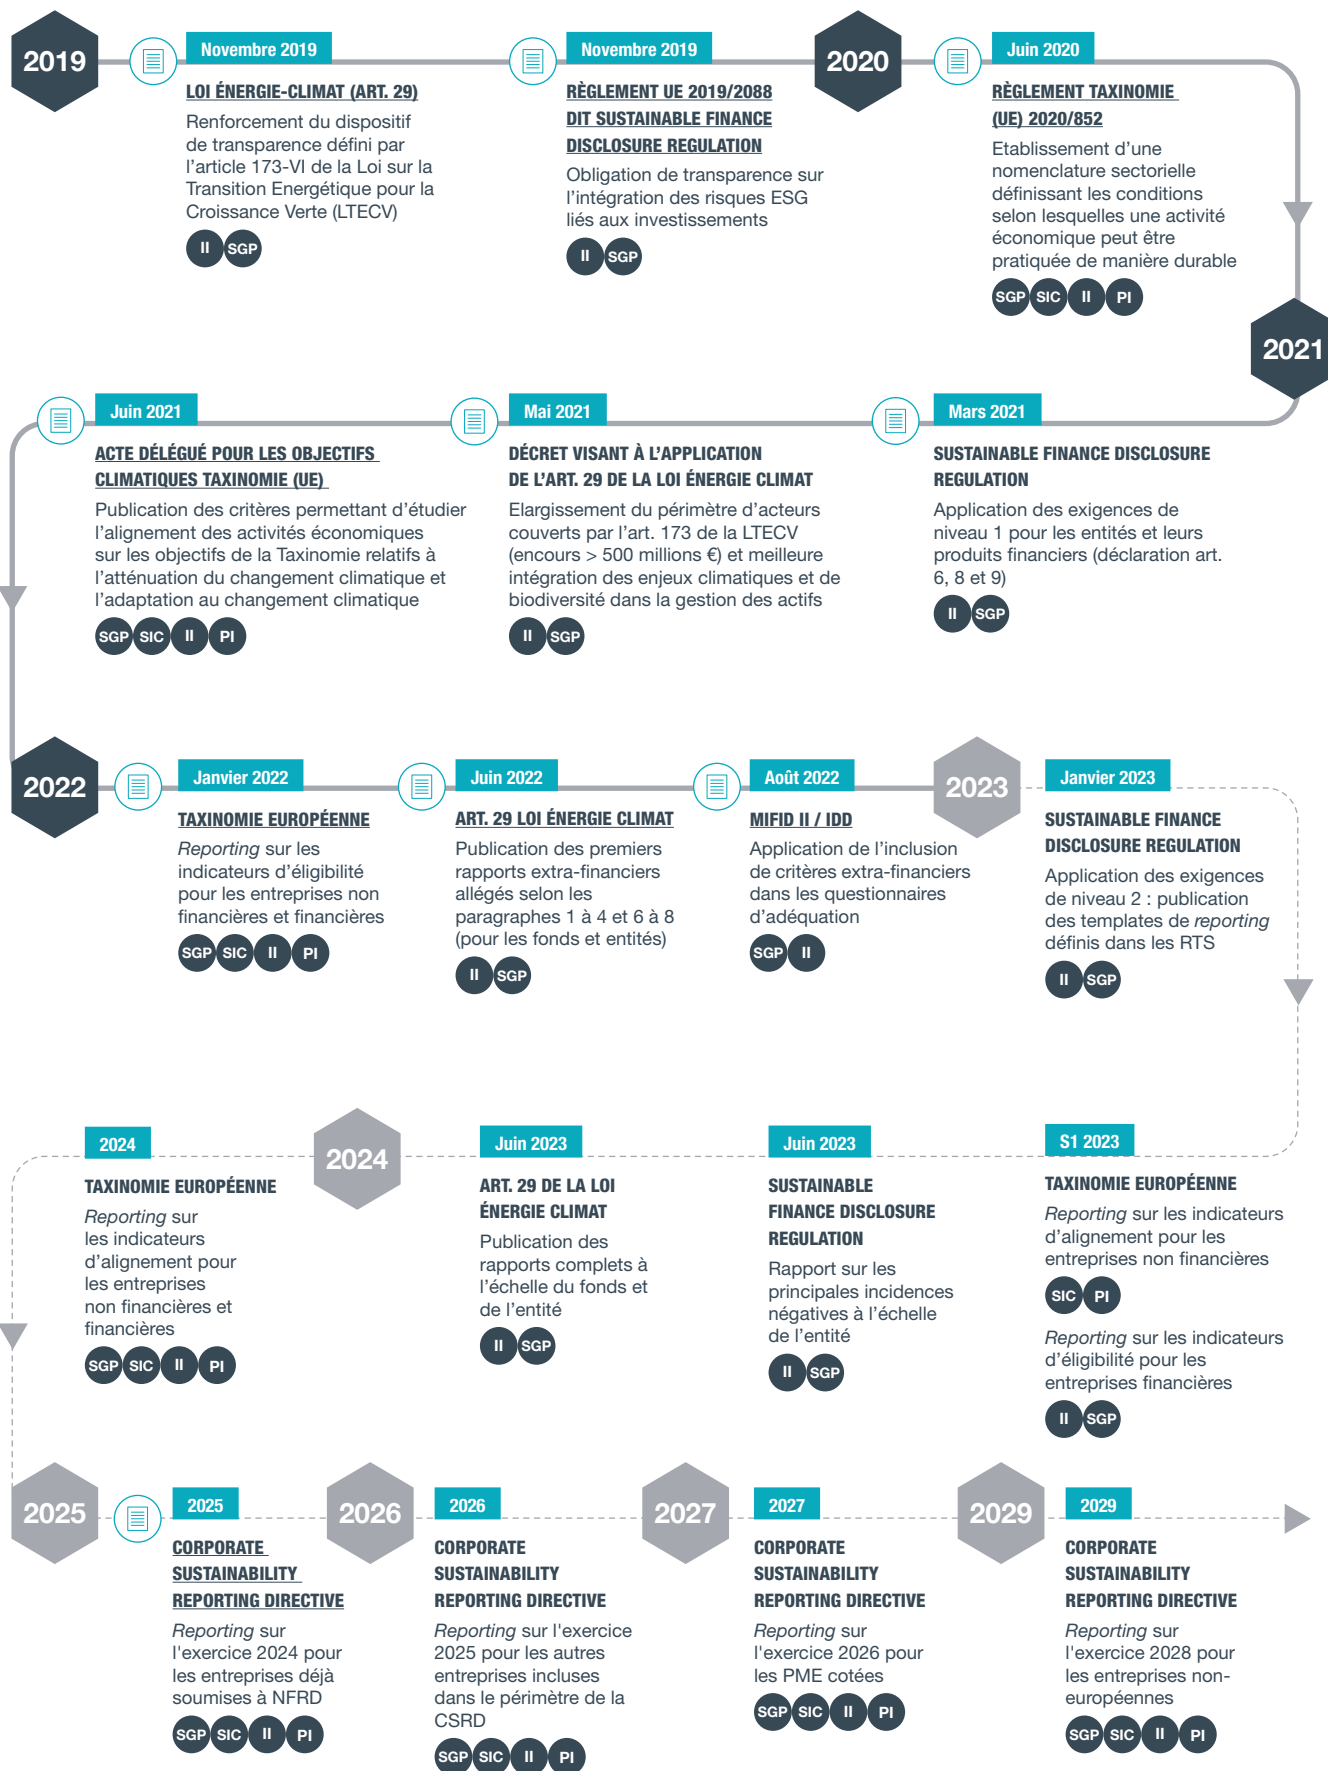 2019
Novembre 2019
LOI ÉNERGIE-CLIMAT (ART. 29)
Renforcement du dispositif
de transparence défini par
l'article 173-VI de la Loi sur la
Transition Energétique pour la
Croissance Verte (LTECV)
II SGP
Novembre 2019
RÈGLEMENT UE 2019/2088
DIT SUSTAINABLE FINANCE
DISCLOSURE REGULATION
Obligation de transparence sur
l'intégration des risques ESG
liés aux investissements
II SGP
2020
Juin 2020
RÈGLEMENT TAXINOMIE
(UE) 2020/852
Etablissement d'une
nomenclature sectorielle
définissant les conditions
selon lesquelles une activité
économique peut être
pratiquée de manière durable
SGP SIC II PI
2021
Mars 2021
SUSTAINABLE FINANCE DISCLOSURE
REGULATION
Application des exigences de
niveau 1 pour les entités et leurs
produits financiers (déclaration art.
6, 8 et 9)
II SGP
Mai 2021
DÉCRET VISANT À L'APPLICATION
DE L'ART. 29 DE LA LOI ÉNERGIE CLIMAT
Elargissement du périmètre d'acteurs
couverts par l'art. 173 de la LTECV
(encours > 500 millions €) et meilleure
intégration des enjeux climatiques et de
biodiversité dans la gestion des actifs
II SGP
Juin 2021
ACTE DÉLÉGUÉ POUR LES OBJECTIFS
CLIMATIQUES TAXINOMIE (UE)
Publication des critères permettant d'étudier
l'alignement des activités économiques
sur les objectifs de la Taxinomie relatifs à
l'atténuation du changement climatique et
l'adaptation au changement climatique
SGP SIC II PI
2022
Janvier 2022
TAXINOMIE EUROPÉENNE
Reporting sur les
indicateurs d'éligibilité
pour les entreprises non
financières et financières
SGP SIC II PI
Juin 2022
ART. 29 LOI ÉNERGIE CLIMAT
Publication des premiers
rapports extra-financiers
allégés selon les
paragraphes 1 à 4 et 6 à 8
(pour les fonds et entités)
II SGP
Août 2022
MIFID II / IDD
Application de l'inclusion
de critères extra-financiers
dans les questionnaires
d'adéquation
SGP II
2023
Janvier 2023
SUSTAINABLE FINANCE
DISCLOSURE REGULATION
Application des exigences
de niveau 2 : publication
des templates de reporting
définis dans les RTS
II SGP
S1 2023
TAXINOMIE EUROPÉENNE
Reporting sur les indicateurs
d'alignement pour les
entreprises non financières
SIC PI
Reporting sur les indicateurs
d'éligibilité pour les
entreprises financières
II SGP
Juin 2023
SUSTAINABLE
FINANCE DISCLOSURE
REGULATION
Rapport sur les
principales incidences
négatives à l'échelle
de l'entité
II SGP
Juin 2023
ART. 29 DE LA LOI
ÉNERGIE CLIMAT
Publication des
rapports complets à
l'échelle du fonds et
de l'entité
II SGP
2024
2024
TAXINOMIE EUROPÉENNE
Reporting sur
les indicateurs
d'alignement pour
les entreprises
non financières et
financières
SGP SIC II PI
2025
2025
CORPORATE
SUSTAINABILITY
REPORTING DIRECTIVE
Reporting sur
l'exercice 2024 pour
les entreprises déjà
soumises à NFRD
SGP SIC II PI
2026
2026
CORPORATE
SUSTAINABILITY
REPORTING DIRECTIVE
Reporting sur l'exercice
2025 pour les autres
entreprises incluses
dans le périmètre de la
CSRD
SGP SIC II PI
2027
2027
CORPORATE
SUSTAINABILITY
REPORTING DIRECTIVE
Reporting sur
l'exercice 2026 pour
les PME cotées
SGP SIC II PI
2029
2029
CORPORATE
SUSTAINABILITY
REPORTING DIRECTIVE
Reporting sur
l'exercice 2028 pour
les entreprises non-
européennes
SGP SIC II PI